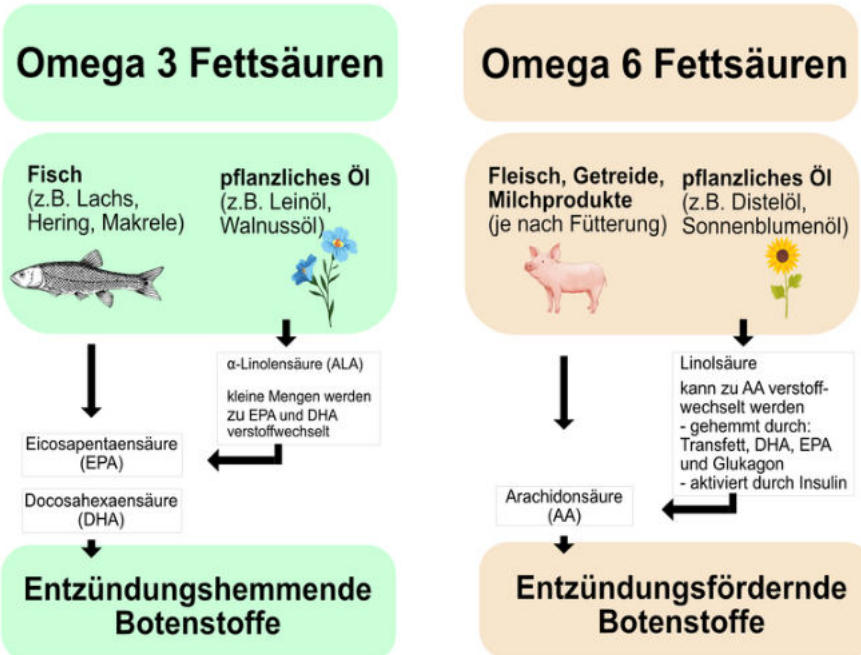 Omega 3 Fettsäuren
Fisch
(z.B. Lachs,
Hering, Makrele)
pflanzliches Öl
(z.B. Leinöl,
Walnussöl)
α-Linolensäure (ALA)
kleine Mengen werden
zu EPA und DHA
verstoffwechselt
Eicosapentaensäure
(EPA)
Docosahexaensäure
(DHA)
Entzündungshemmende
Botenstoffe
Omega 6 Fettsäuren
Fleisch, Getreide,
Milchprodukte
(je nach Fütterung)
pflanzliches Öl
(z.B. Distelöl,
Sonnenblumenöl)
Linolsäure
kann zu AA verstoff-
wechselt werden
- gehemmt durch:
Transfett, DHA, EPA
und Glukagon
- aktiviert durch Insulin
Arachidonsäure
(AA)
Entzündungsfördernde
Botenstoffe